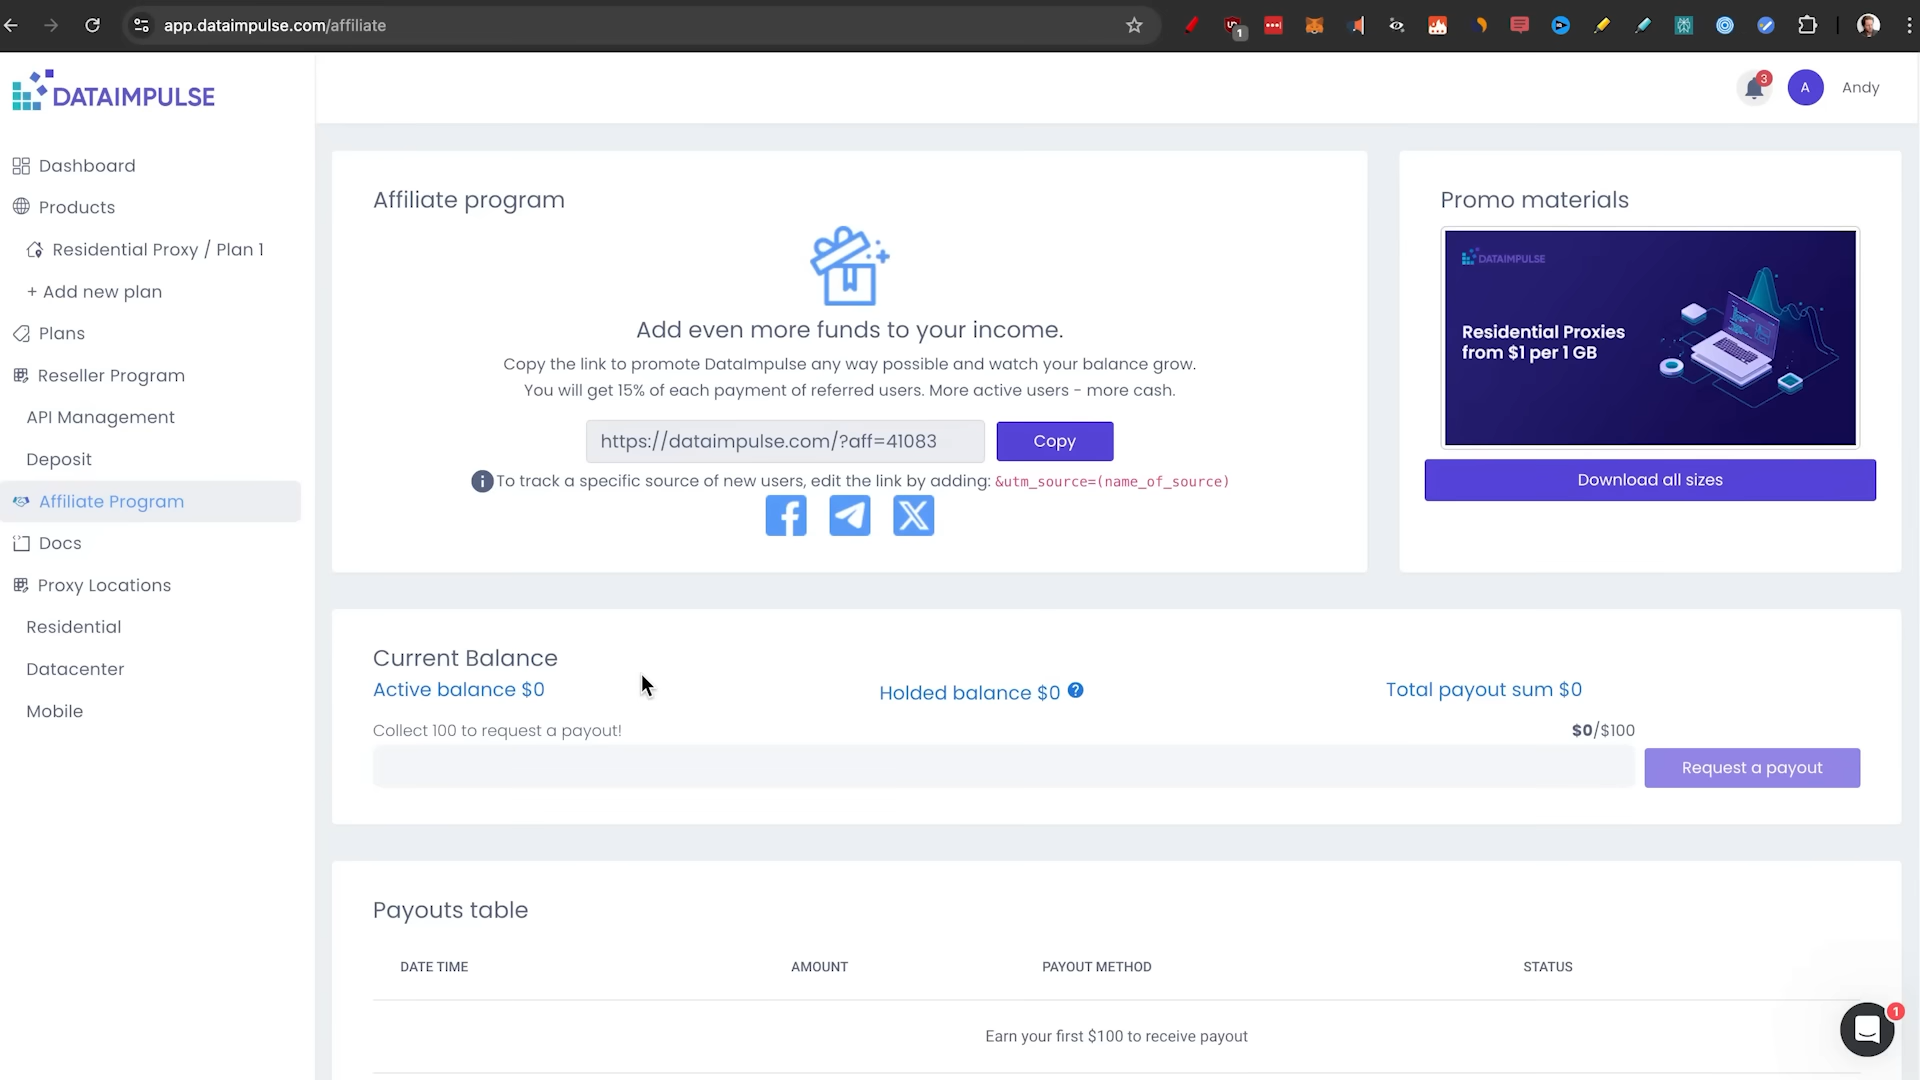 app.dataimpulse.com/affiliate
1
DATAIMPULSE
3
A
Andy
Dashboard
Products
Residential Proxy / Plan 1
+ Add new plan
Plans
Reseller Program
API Management
Deposit
Affiliate Program
Docs
Proxy Locations
Residential
Datacenter
Mobile
Affiliate program
Add even more funds to your income.
Copy the link to promote DataImpulse any way possible and watch your balance grow.
You will get 15% of each payment of referred users. More active users - more cash.
https://dataimpulse.com/?aff=41083
Copy
To track a specific source of new users, edit the link by adding: &utm_source=(name_of_source)
Promo materials
DATAIMPULSE
Residential Proxies
from $1 per 1 GB
Download all sizes
Current Balance
Active balance $0
Holded balance $0
Total payout sum $0
Collect 100 to request a payout!
$0/$100
Request a payout
Payouts table
DATE TIME AMOUNT PAYOUT METHOD STATUS
Earn your first $100 to receive payout
1